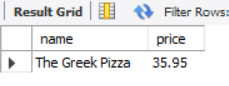 Result Grid Filter Rows:
name price
The Greek Pizza 35.95